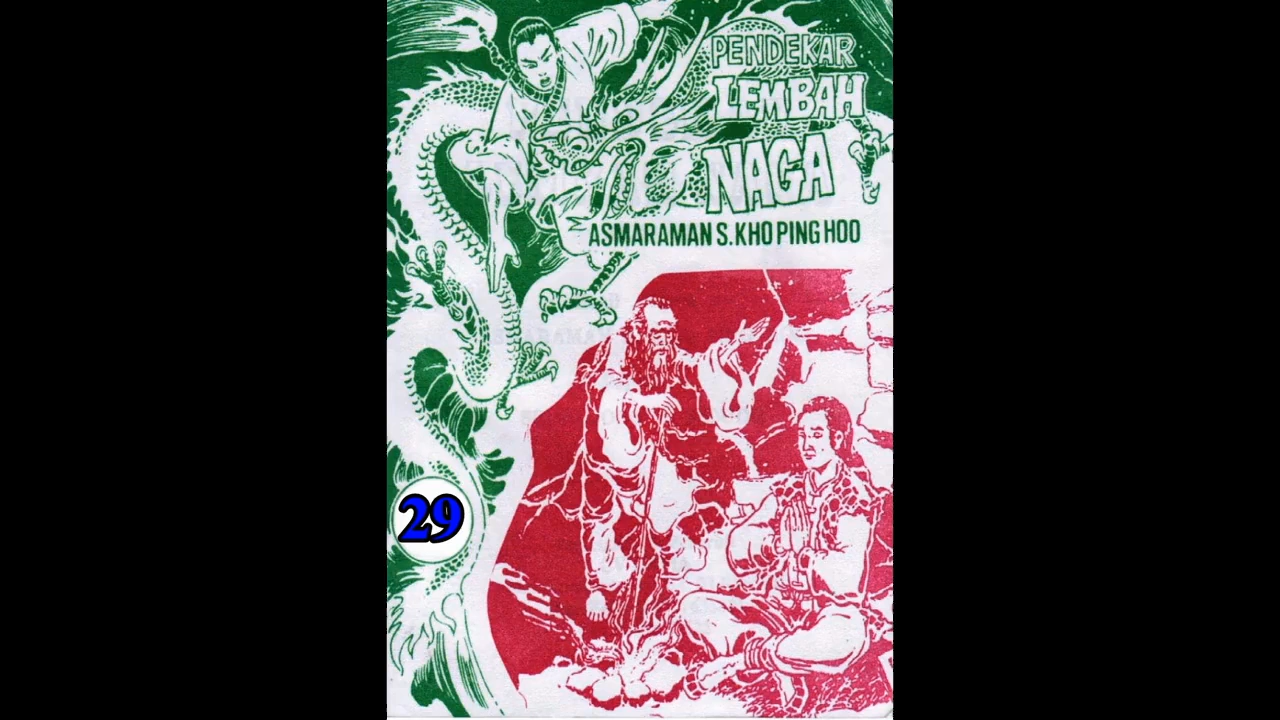 PENDEKAR
LEMBAH
NAGA
ASMARAMAN S. KHO PING HOO
29